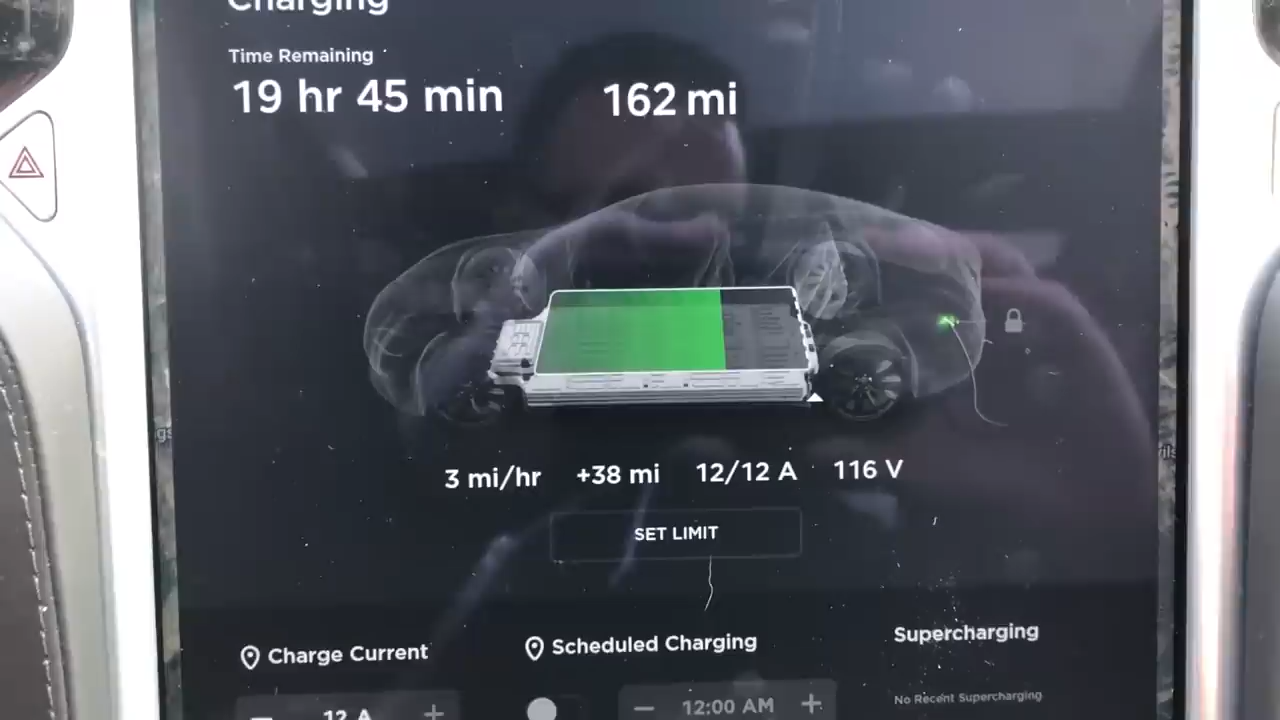 Charging
Time Remaining
19 hr 45 min
162 mi
3 mi/hr +38 mi 12/12 A 116 V
SET LIMIT
Charge Current
Scheduled Charging
Supercharging
No Recent Supercharging
− 12 A +
− 12:00 AM +